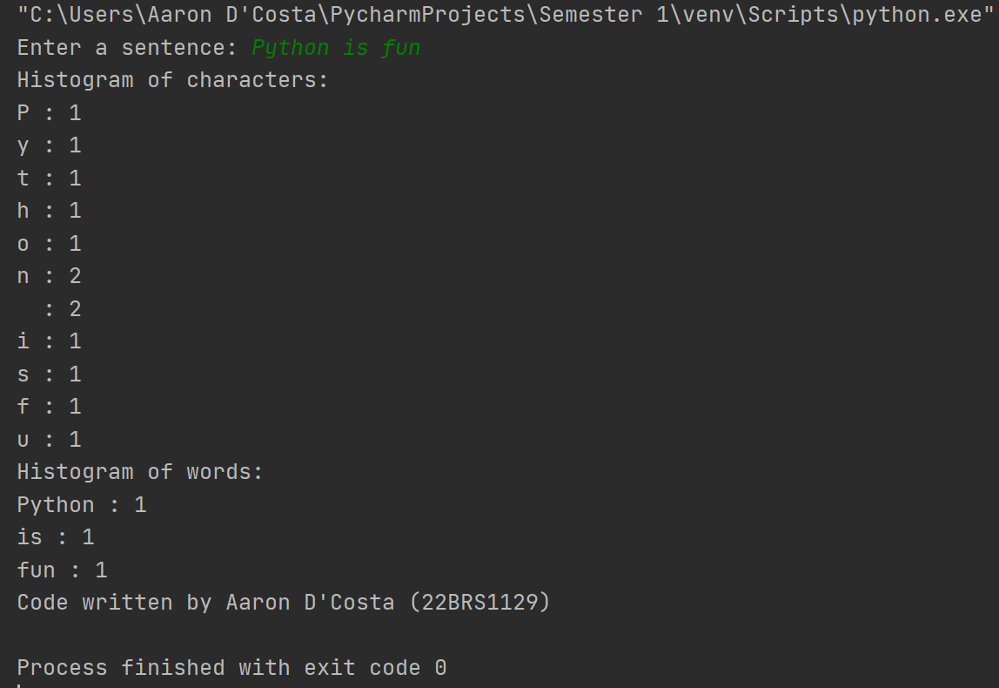 "C:\Users\Aaron D'Costa\PycharmProjects\Semester 1\venv\Scripts\python.exe"
Enter a sentence: Python is fun
Histogram of characters:
P : 1
y : 1
t : 1
h : 1
o : 1
n : 2
  : 2
i : 1
s : 1
f : 1
u : 1
Histogram of words:
Python : 1
is : 1
fun : 1
Code written by Aaron D'Costa (22BRS1129)

Process finished with exit code 0